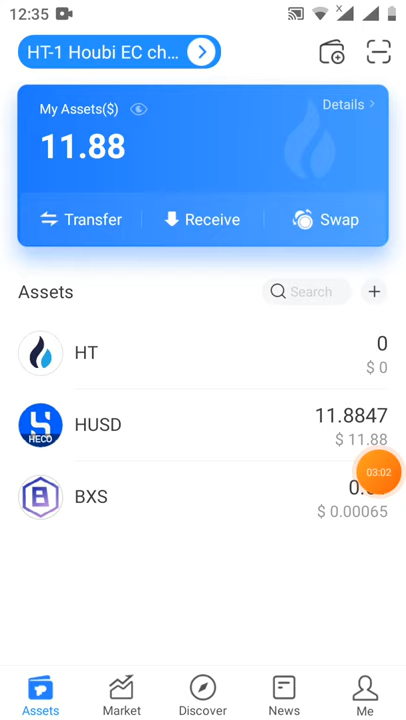 12:35
HT-1 Houbi EC ch...
My Assets($)
Details >
11.88
Transfer
Receive
Swap
Assets
Search
HT
0
$ 0
HUSD
11.8847
HECO
$ 11.88
03:02
BXS
$ 0.00065
Assets
Market
Discover
News
Me